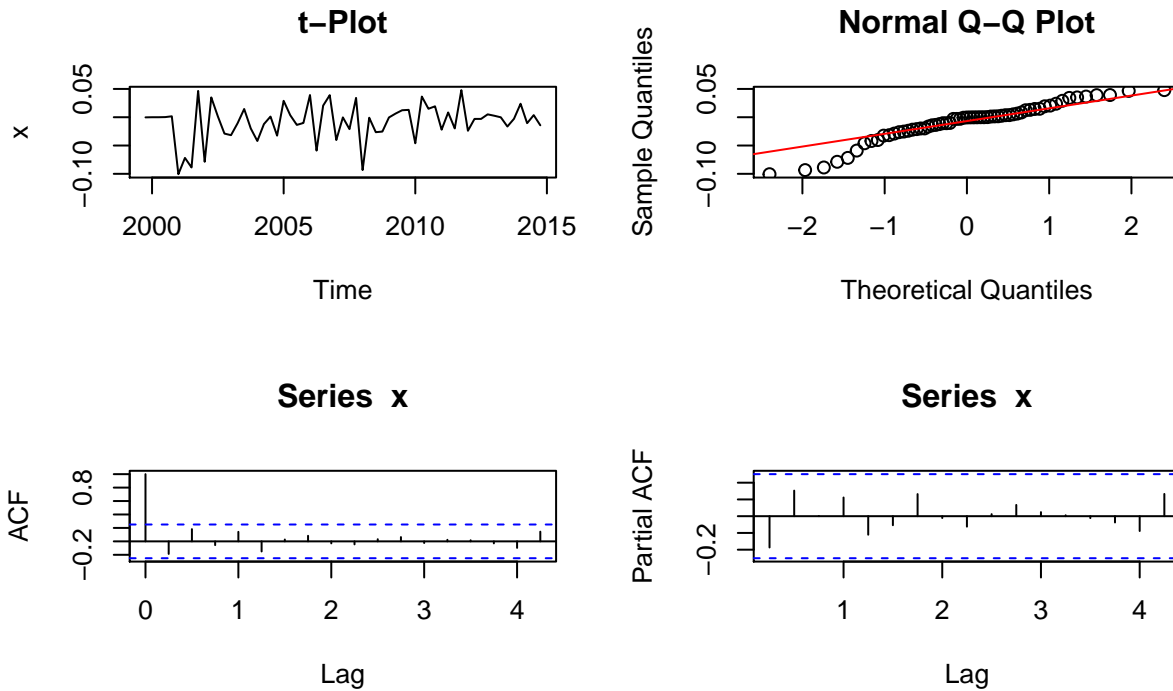 t−Plot
x
0.05
−0.10
2000 2005 2010 2015
Time
Normal Q−Q Plot
Sample Quantiles
0.05
−0.10
−2 −1 0 1 2
Theoretical Quantiles
Series x
ACF
0.8
−0.2
0 1 2 3 4
Lag
Series x
Partial ACF
−0.2
1 2 3 4
Lag